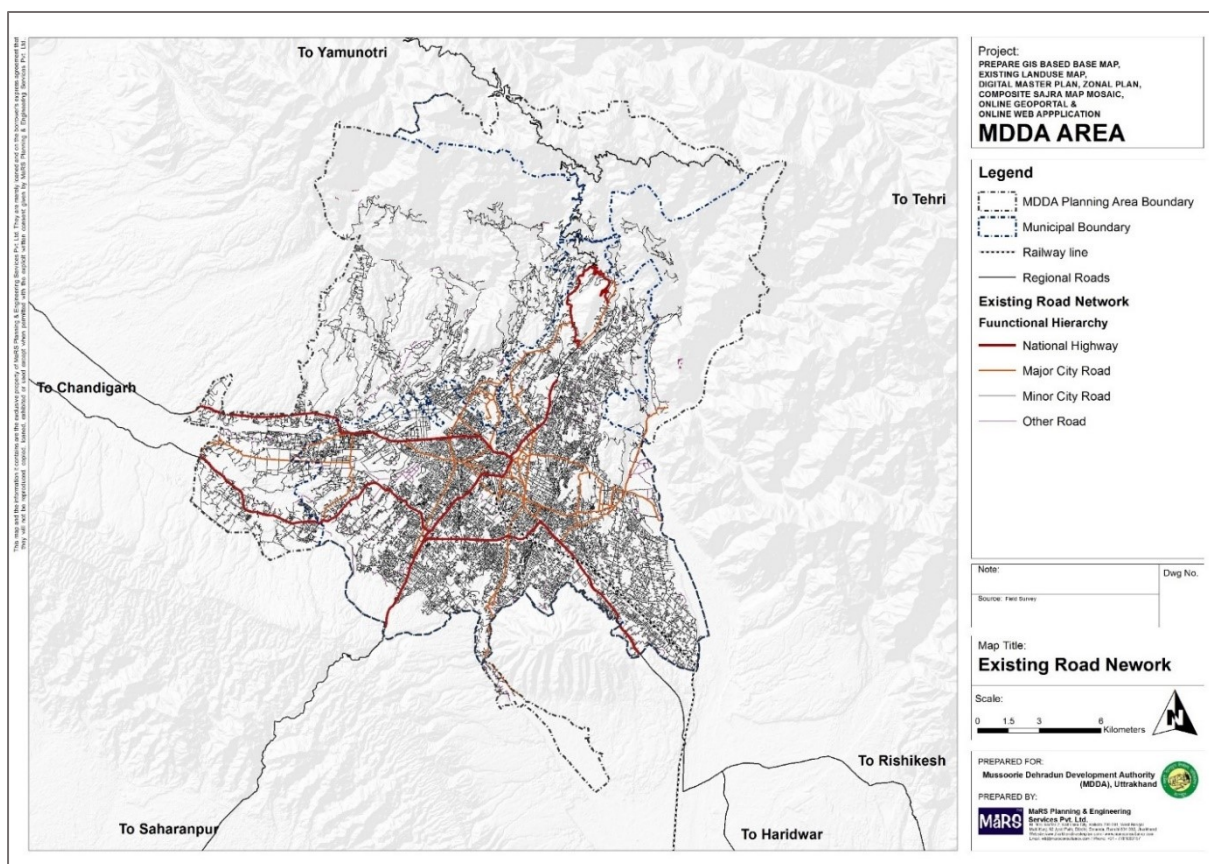 To Yamunotri
To Tehri
To Chandigarh
To Rishikesh
To Saharanpur
To Haridwar
Project:
PREPARE GIS BASED BASE MAP,
EXISTING LANDUSE MAP,
DIGITAL MASTER PLAN, ZONAL PLAN,
COMPOSITE SAJRA MAP MOSAIC,
ONLINE GEOPORTAL &
ONLINE WEB APPPLICATION
MDDA AREA
Legend
MDDA Planning Area Boundary
Municipal Boundary
Railway line
Regional Roads
Existing Road Network
Fuunctional Hierarchy
National Highway
Major City Road
Minor City Road
Other Road
Note:
Dwg No.
Source: Field Survey
Map Title:
Existing Road Nework
Scale:
0 1.5 3 6
Kilometers
N
PREPARED FOR:
Mussoorie Dehradun Development Authority
(MDDA), Uttrakhand
PREPARED BY:
MaRS
MaRS Planning & Engineering
Services Pvt. Ltd.